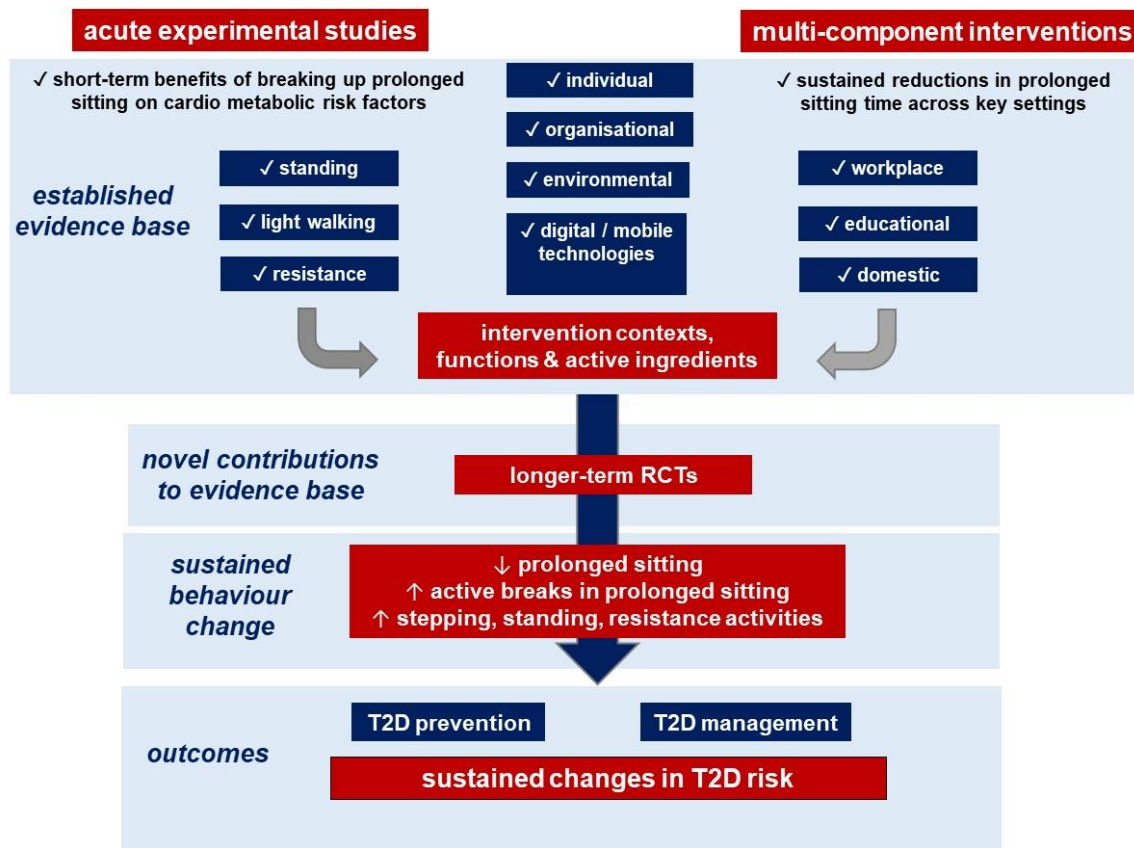 acute experimental studies
multi-component interventions
✓ short-term benefits of breaking up prolonged
sitting on cardio metabolic risk factors
✓ individual
✓ organisational
✓ environmental
✓ digital / mobile
technologies
✓ sustained reductions in prolonged
sitting time across key settings
established
evidence base
✓ standing
✓ light walking
✓ resistance
✓ workplace
✓ educational
✓ domestic
intervention contexts,
functions & active ingredients
novel contributions
to evidence base
longer-term RCTs
sustained
behaviour
change
↓ prolonged sitting
↑ active breaks in prolonged sitting
↑ stepping, standing, resistance activities
outcomes
T2D prevention
T2D management
sustained changes in T2D risk